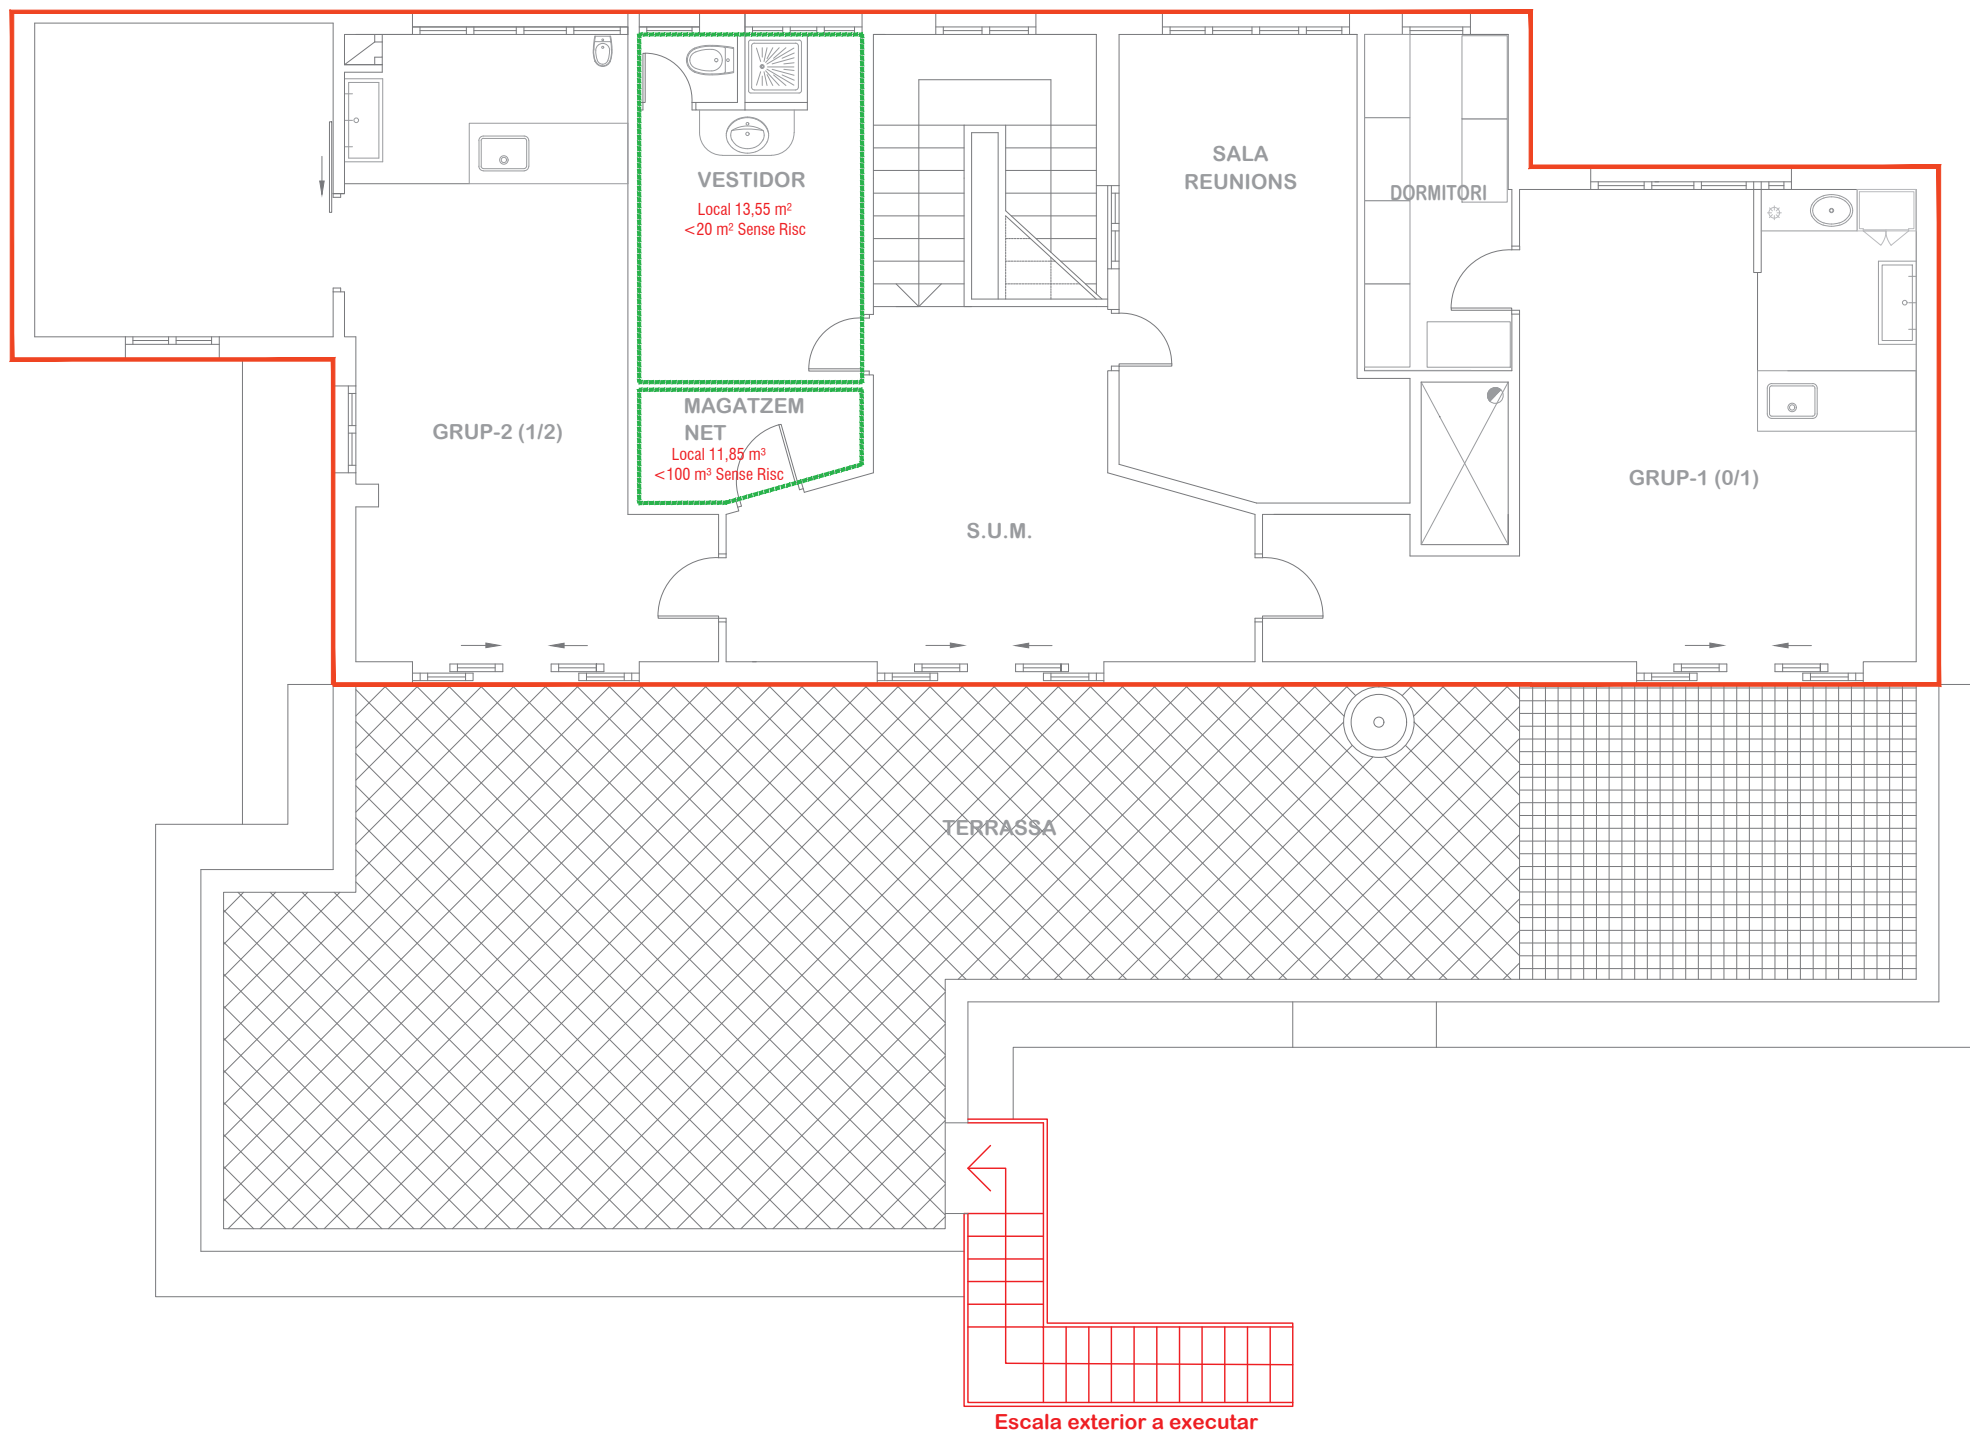 SALA
REUNIONS
VESTIDOR
DORMITORI
Local 13,55 m²
<20 m² Sense Risc
MAGATZEM
NET
GRUP-2 (1/2)
Local 11,85 m³
<100 m³ Sense Risc
GRUP-1 (0/1)
S.U.M.
TERRASSA
Escala exterior a executar